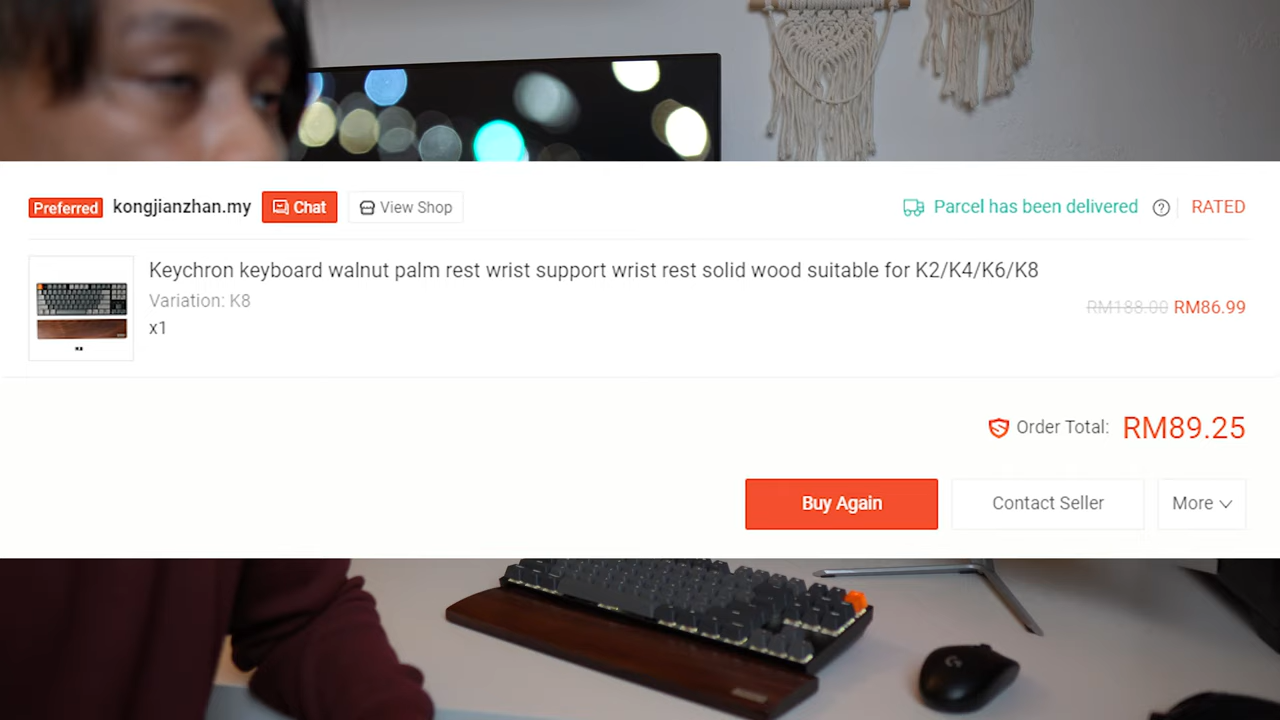 Preferred kongjianzhan.my Chat View Shop Parcel has been delivered ? RATED
Keychron keyboard walnut palm rest wrist support wrist rest solid wood suitable for K2/K4/K6/K8
Variation: K8
RM188.00 RM86.99
x1
Order Total: RM89.25
Buy Again Contact Seller More